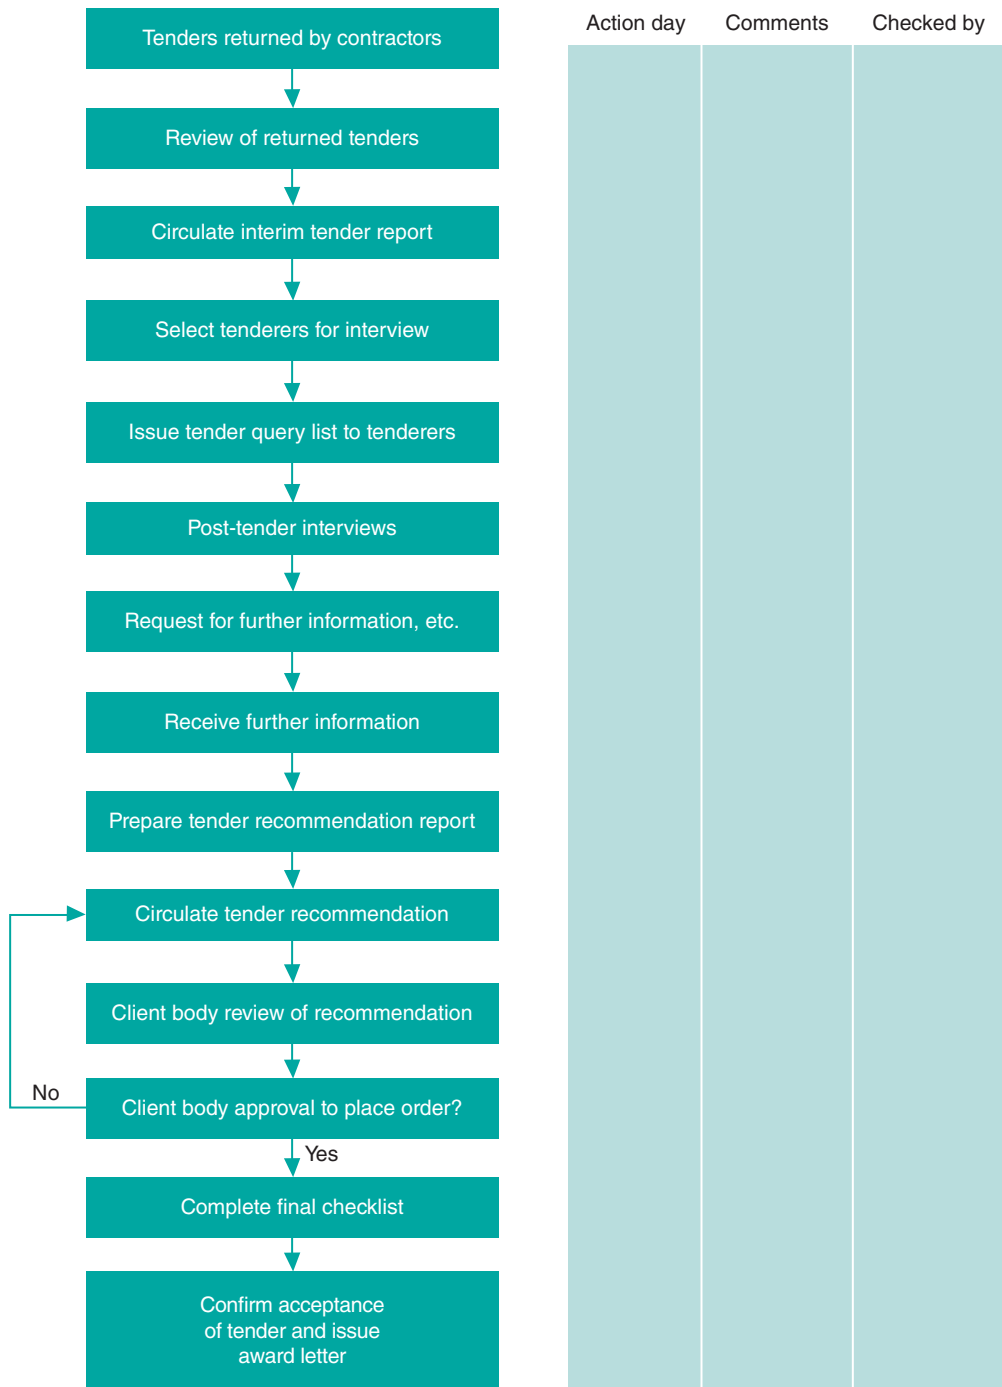 Action day
Comments
Checked by
Tenders returned by contractors
Review of returned tenders
Circulate interim tender report
Select tenderers for interview
Issue tender query list to tenderers
Post-tender interviews
Request for further information, etc.
Receive further information
Prepare tender recommendation report
Circulate tender recommendation
Client body review of recommendation
No
Client body approval to place order?
Yes
Complete final checklist
Confirm acceptance
of tender and issue
award letter